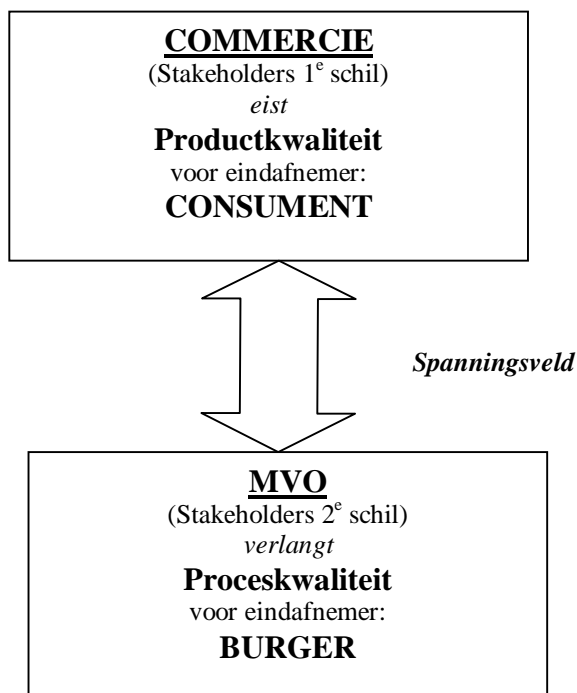 COMMERCIE
(Stakeholders 1e schil)
eist
Productkwaliteit
voor eindafnemer:
CONSUMENT
Spanningsveld
MVO
(Stakeholders 2e schil)
verlangt
Proceskwaliteit
voor eindafnemer:
BURGER